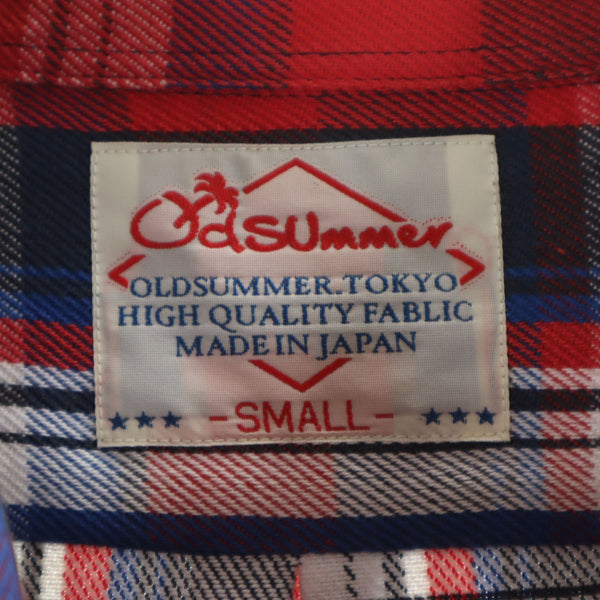 OldSummer
OLDSUMMER.TOKYO
HIGH QUALITY FABLIC
MADE IN JAPAN
-SMALL-